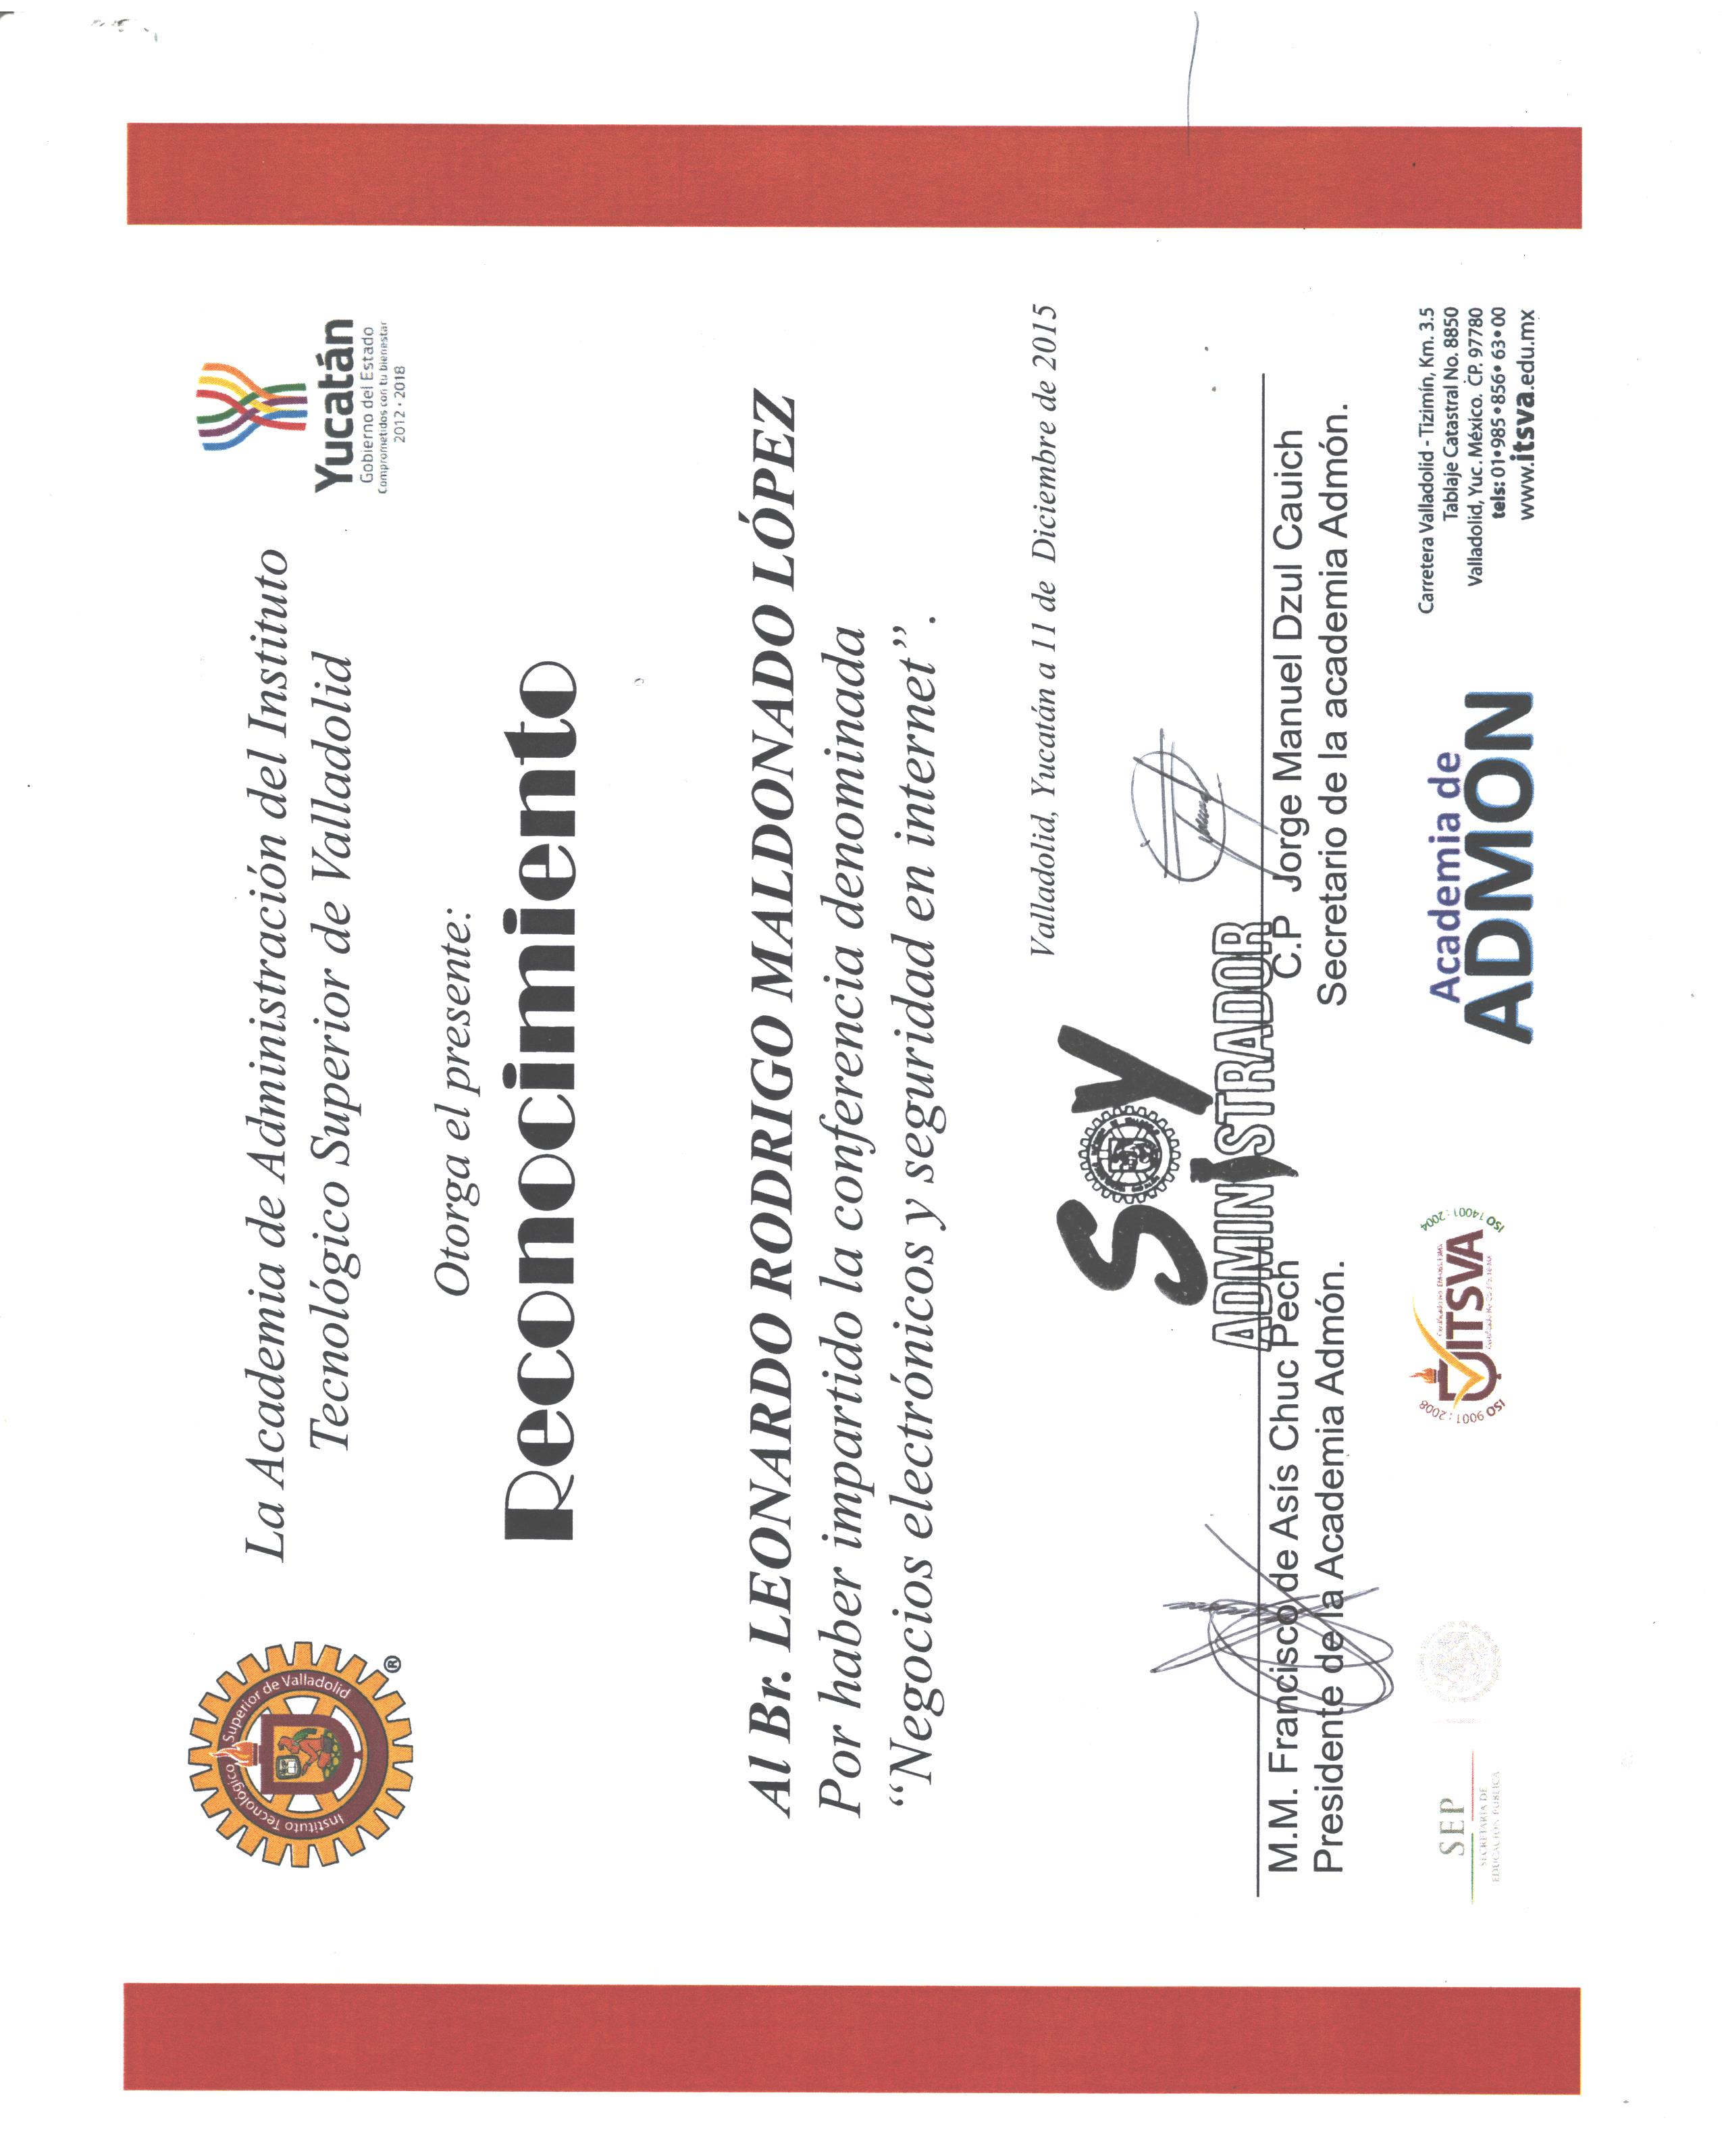 Instituto Tecnológico Superior de Valladolid
®
La Academia de Administración del Instituto
Tecnológico Superior de Valladolid
Yucatán
Gobierno del Estado
Comprometidos con tu bienestar
2012 • 2018
Otorga el presente:
Reconocimiento
Al Br. LEONARDO RODRIGO MALDONADO LÓPEZ
Por haber impartido la conferencia denominada
“Negocios electrónicos y seguridad en internet”.
Valladolid, Yucatán a 11 de Diciembre de 2015
SOY
ADMINISTRADOR
M.M. Francisco de Asís Chuc Pech
Presidente de la Academia Admón.
C.P Jorge Manuel Dzul Cauich
Secretario de la academia Admón.
SEP
SECRETARÍA DE
EDUCACIÓN PÚBLICA
ISO 9001 : 2008
ITSVA
ISO 14001 : 2004
Academia de
ADMON
Carretera Valladolid - Tizimín, Km. 3.5
Tablaje Catastral No. 8850
Valladolid, Yuc. México. CP. 97780
tels: 01•985•856• 63•00
www.itsva.edu.mx